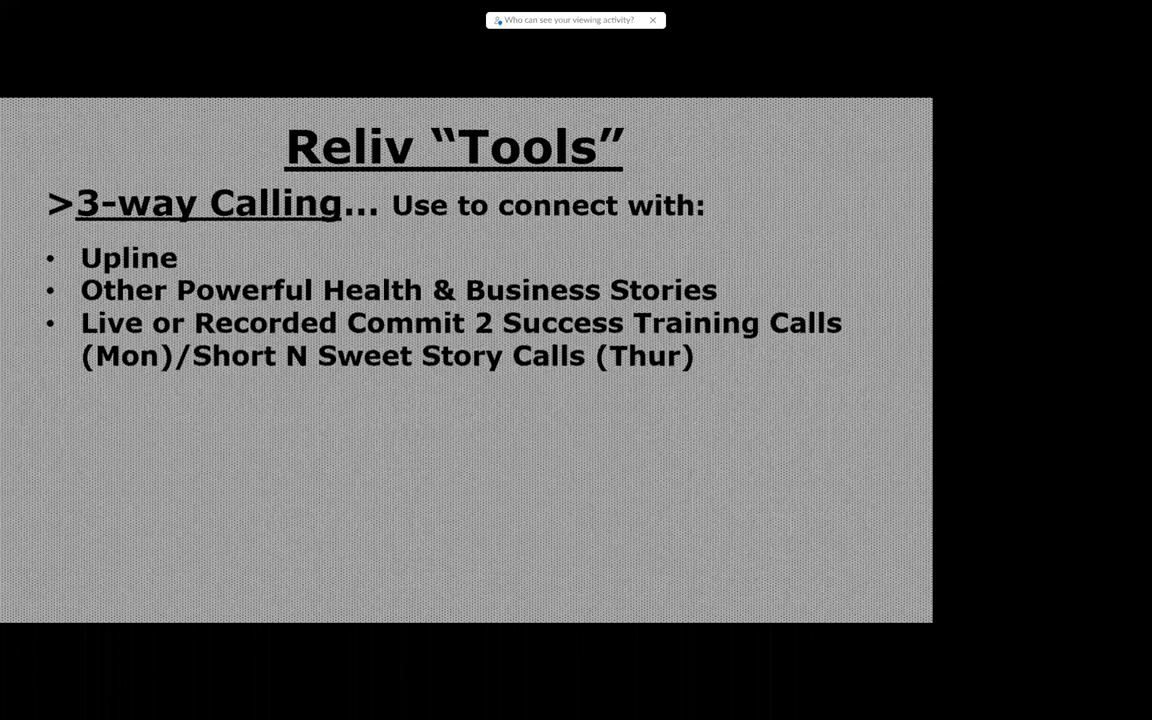 Who can see your viewing activity?
Reliv “Tools”
>3-way Calling... Use to connect with:
• Upline
• Other Powerful Health & Business Stories
• Live or Recorded Commit 2 Success Training Calls
(Mon)/Short N Sweet Story Calls (Thur)